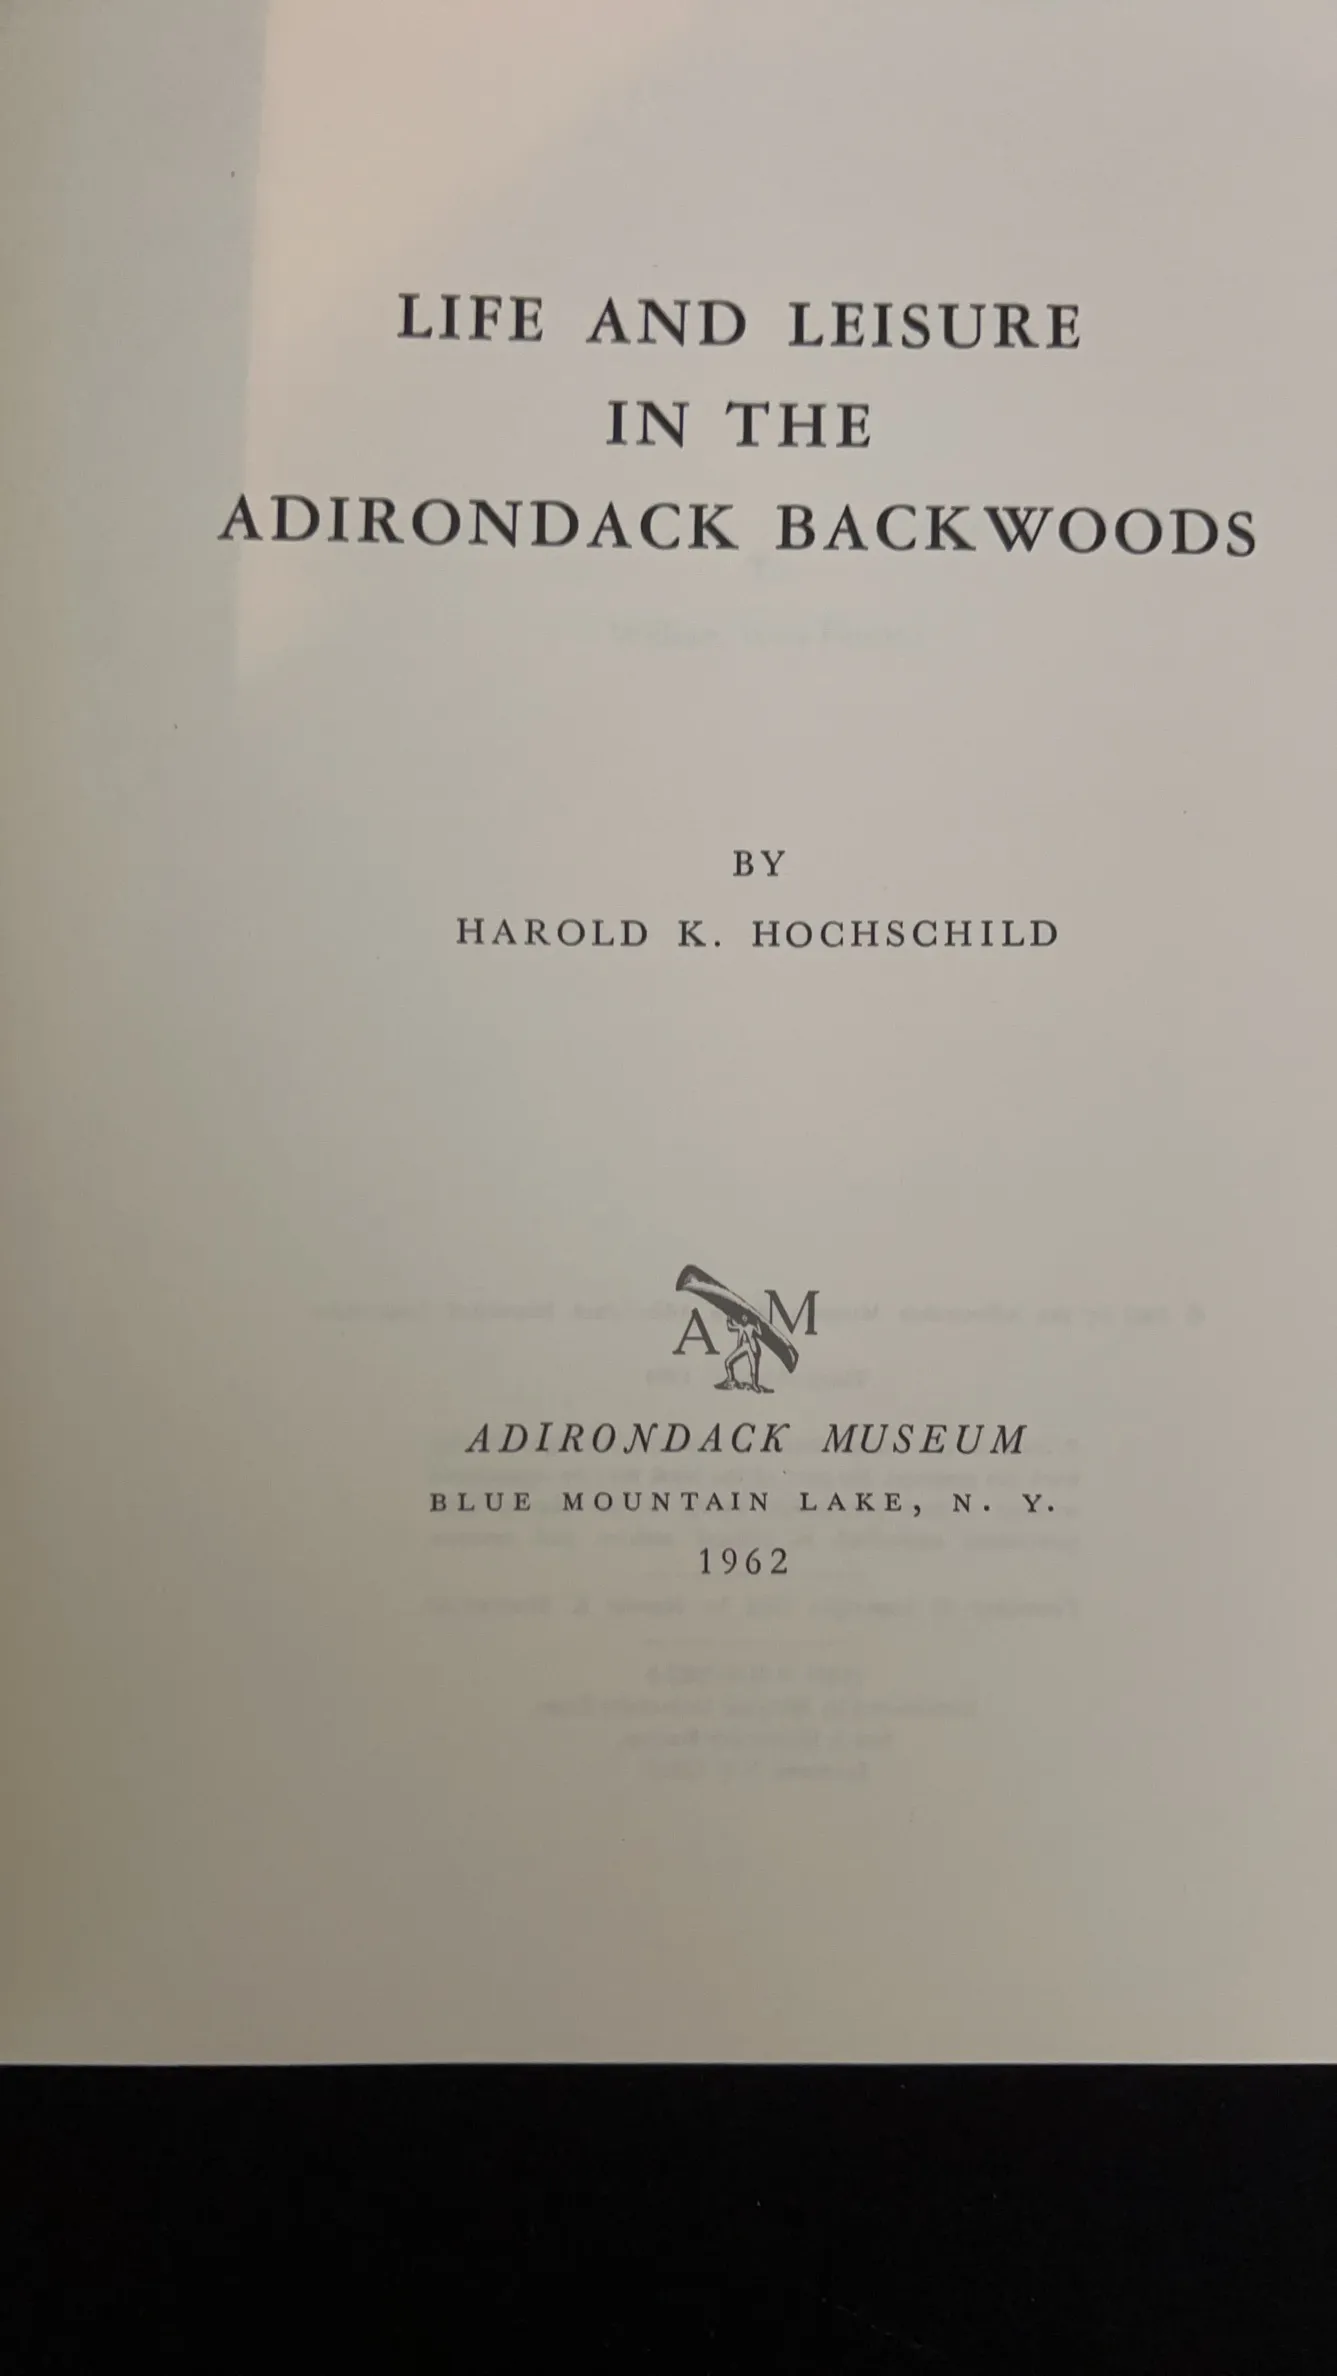 LIFE AND LEISURE
IN THE
ADIRONDACK BACKWOODS
BY
HAROLD K. HOCHSCHILD
A M
ADIRONDACK MUSEUM
BLUE MOUNTAIN LAKE, N. Y.
1962